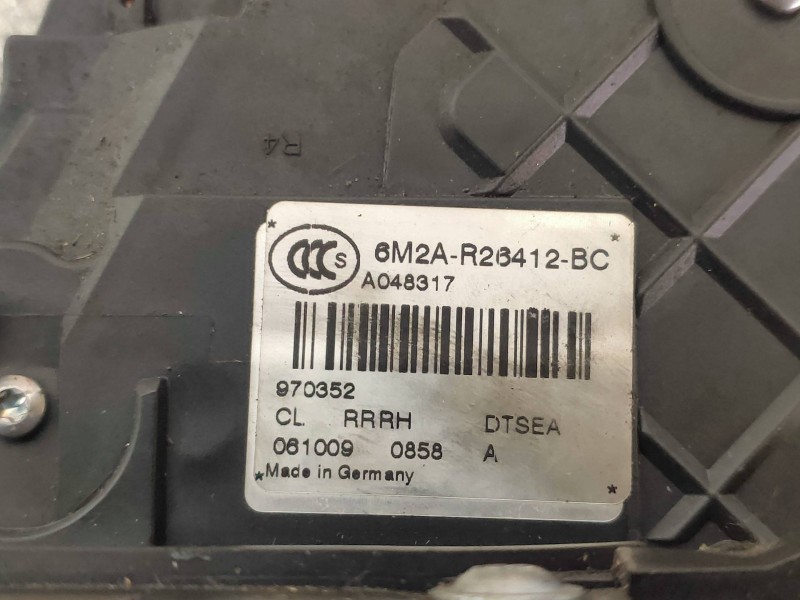 R4
CCC S 6M2A-R26412-BC
A048317
970352
CL. RRRH DTSEA
061009 0858 A
*Made in Germany